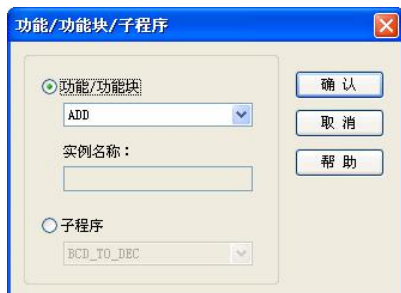 功能/功能块/子程序
功能/功能块
确 认
ADD
取 消
实例名称：
帮 助
子程序
BCD_TO_DEC